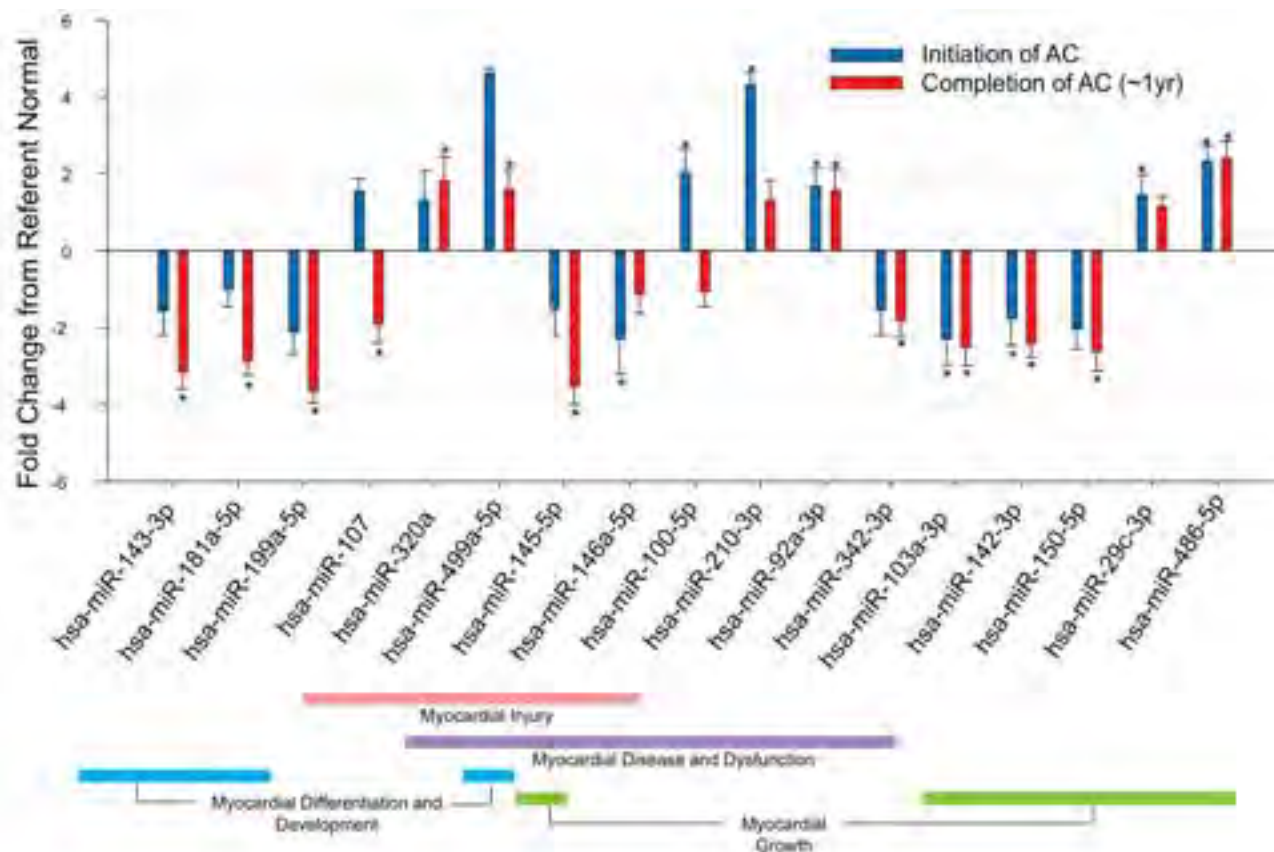 Fold Change from Referent Normal
6
4
2
0
-2
-4
-6
Initiation of AC
Completion of AC (~1yr)
hsa-miR-143-3p
hsa-miR-181a-5p
hsa-miR-199a-5p
hsa-miR-107
hsa-miR-320a
hsa-miR-499a-5p
hsa-miR-145-5p
hsa-miR-146a-5p
hsa-miR-100-5p
hsa-miR-210-3p
hsa-miR-92a-3p
hsa-miR-342-3p
hsa-miR-103a-3p
hsa-miR-142-3p
hsa-miR-150-5p
hsa-miR-29c-3p
hsa-miR-486-5p
Myocardial Injury
Myocardial Disease and Dysfunction
Myocardial Differentiation and
Development
Myocardial
Growth